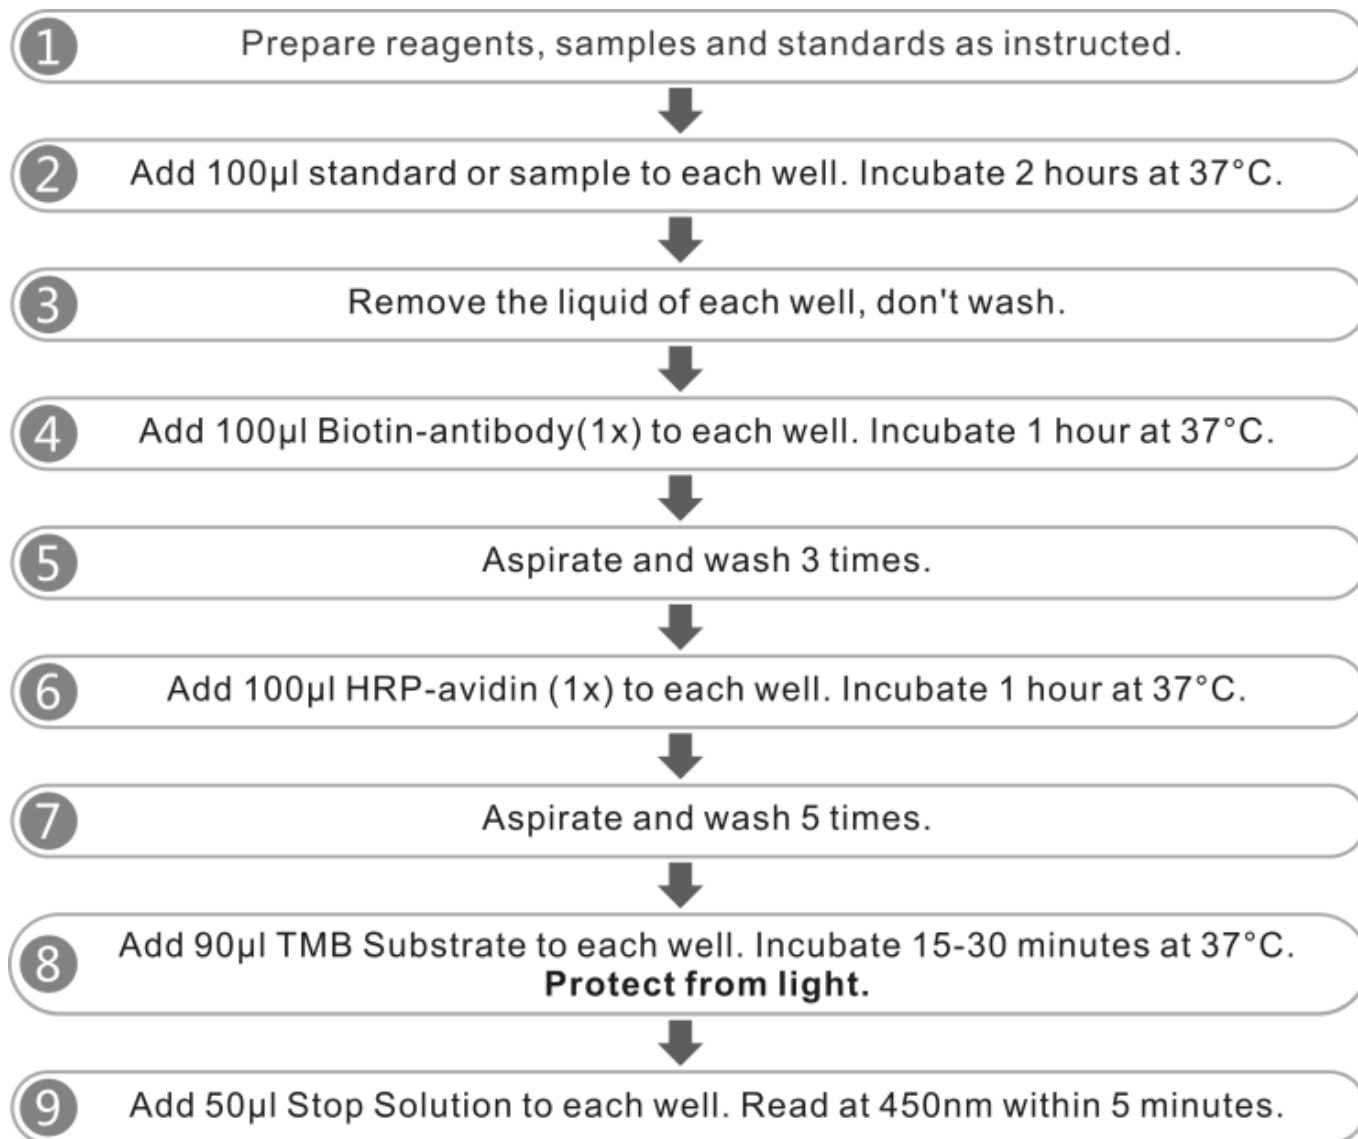 1 Prepare reagents, samples and standards as instructed.
2 Add 100µl standard or sample to each well. Incubate 2 hours at 37°C.
3 Remove the liquid of each well, don't wash.
4 Add 100µl Biotin-antibody(1x) to each well. Incubate 1 hour at 37°C.
5 Aspirate and wash 3 times.
6 Add 100µl HRP-avidin (1x) to each well. Incubate 1 hour at 37°C.
7 Aspirate and wash 5 times.
8 Add 90µl TMB Substrate to each well. Incubate 15-30 minutes at 37°C.
Protect from light.
9 Add 50µl Stop Solution to each well. Read at 450nm within 5 minutes.